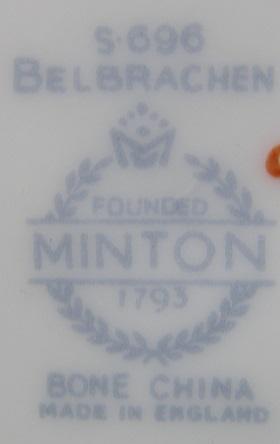 S·696
BELBRACHEN
FOUNDED
MINTON
1793
BONE CHINA
MADE IN ENGLAND